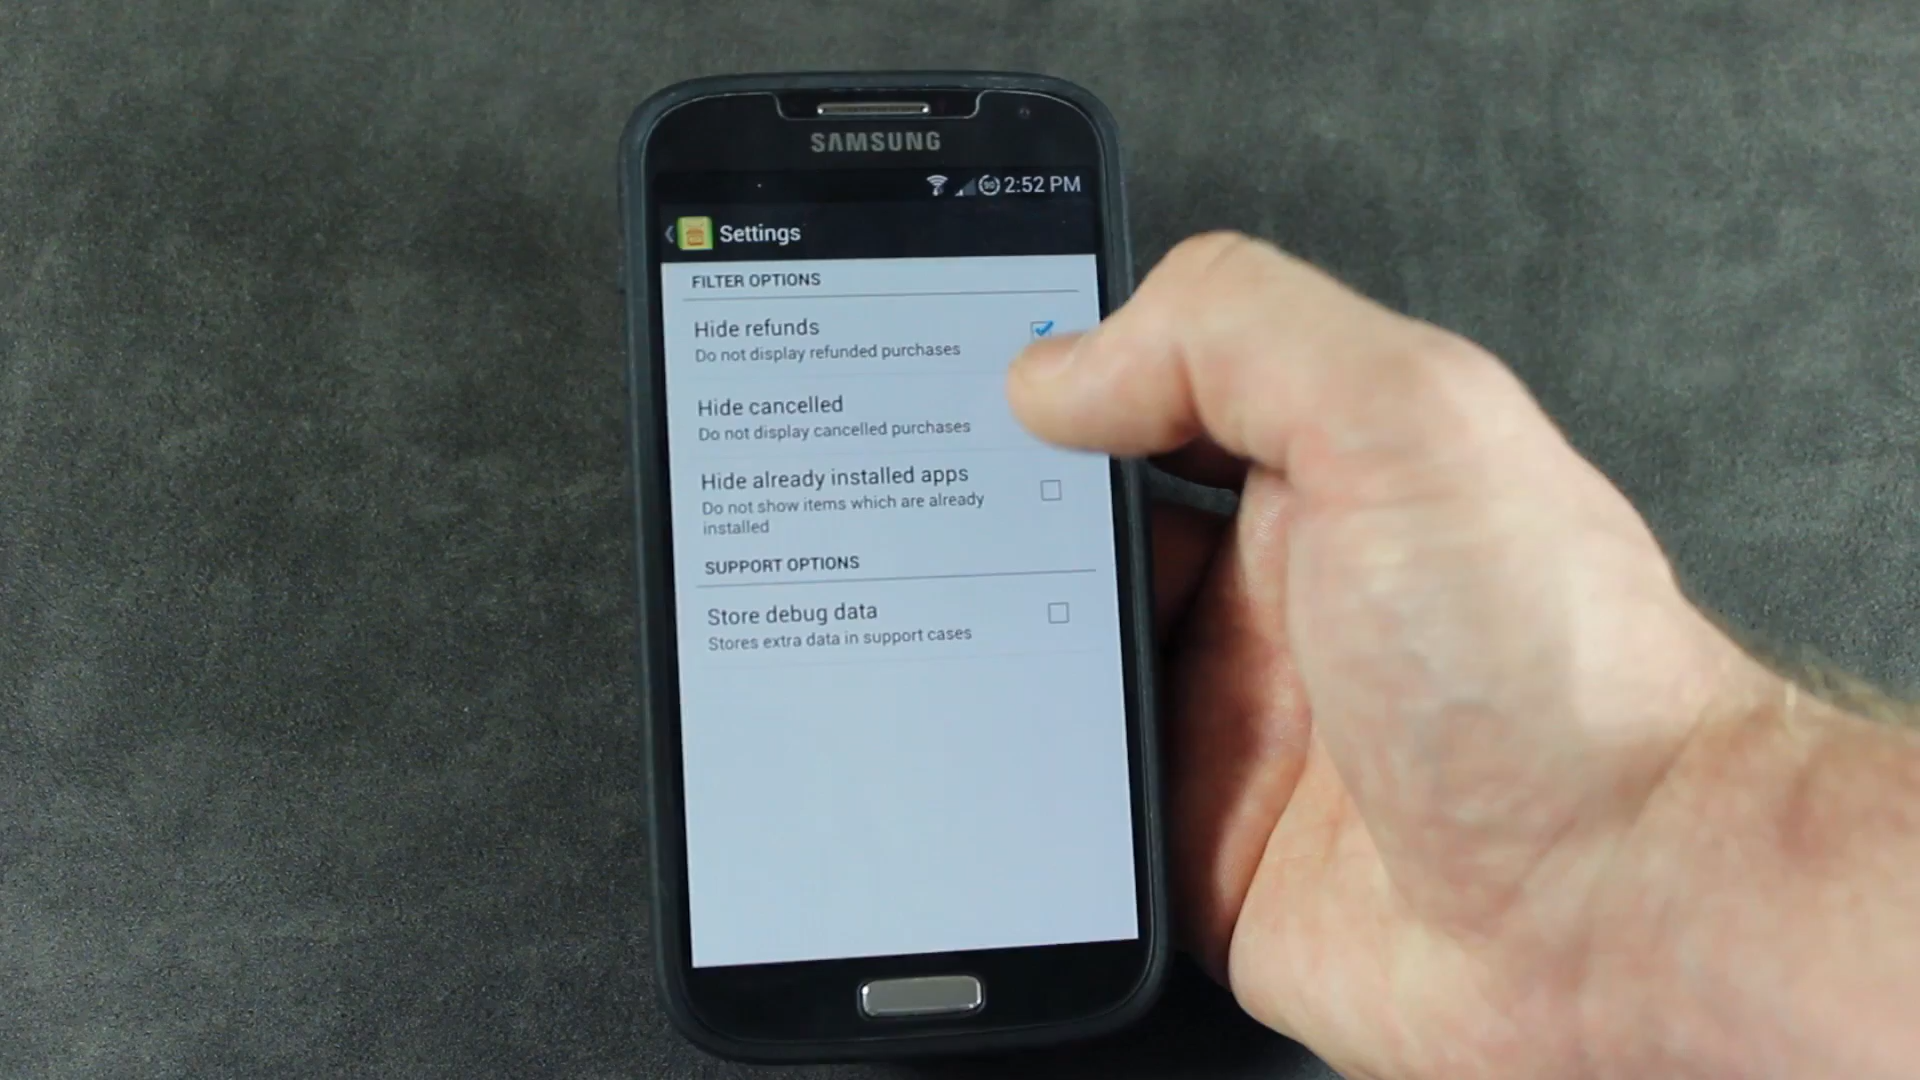 SAMSUNG
90 2:52 PM
Settings
FILTER OPTIONS
Hide refunds
Do not display refunded purchases
Hide cancelled
Do not display cancelled purchases
Hide already installed apps
Do not show items which are already
installed
SUPPORT OPTIONS
Store debug data
Stores extra data in support cases